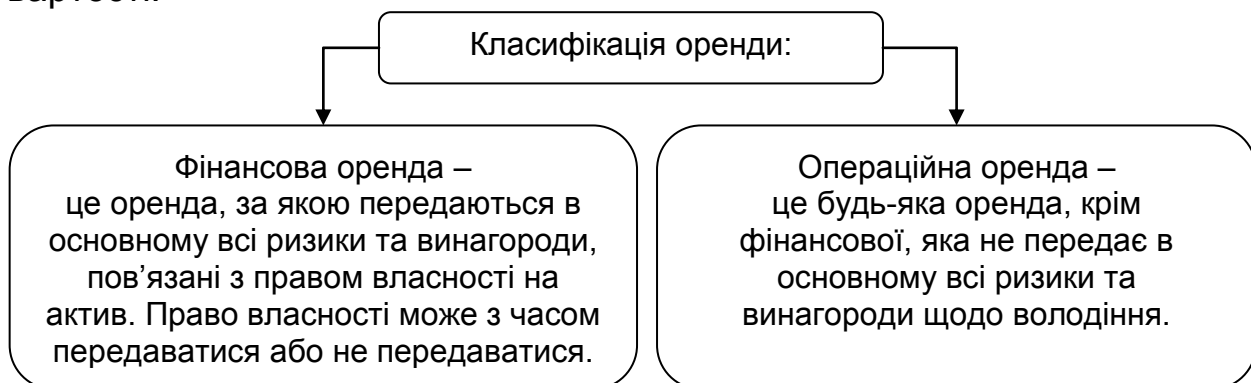 вартості.
Класифікація оренди:
Фінансова оренда –
це оренда, за якою передаються в
основному всі ризики та винагороди,
пов’язані з правом власності на
актив. Право власності може з часом
передаватися або не передаватися.
Операційна оренда –
це будь-яка оренда, крім
фінансової, яка не передає в
основному всі ризики та
винагороди щодо володіння.